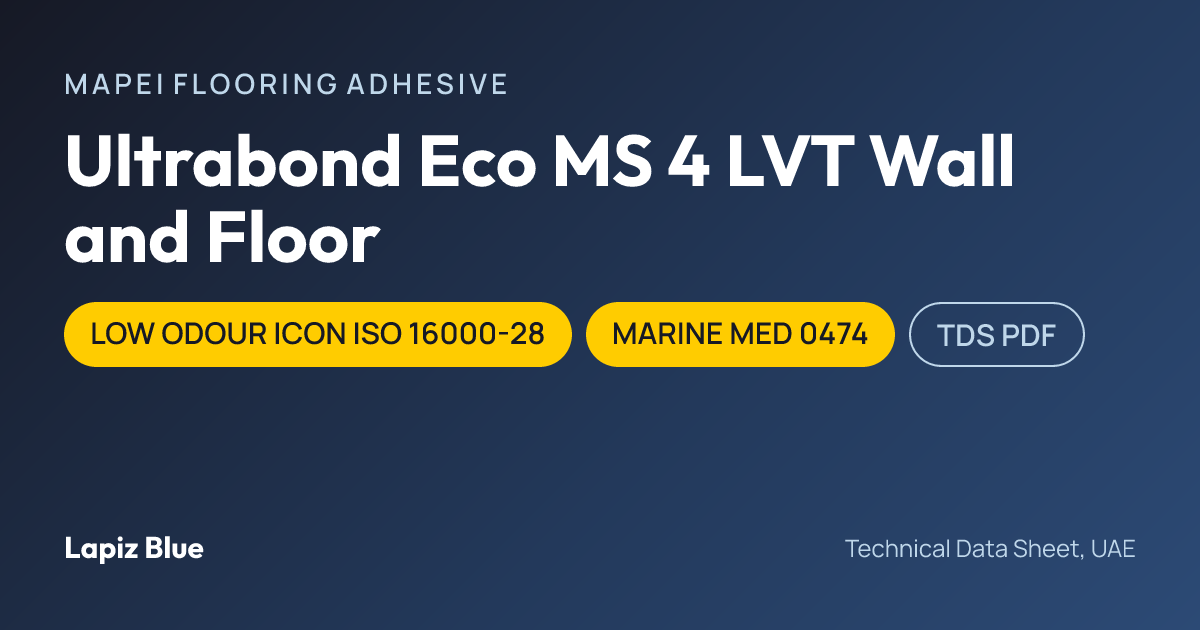 MAPEI FLOORING ADHESIVE
Ultrabond Eco MS 4 LVT Wall
and Floor
LOW ODOUR ICON ISO 16000-28
MARINE MED 0474
TDS PDF
Lapiz Blue
Technical Data Sheet, UAE